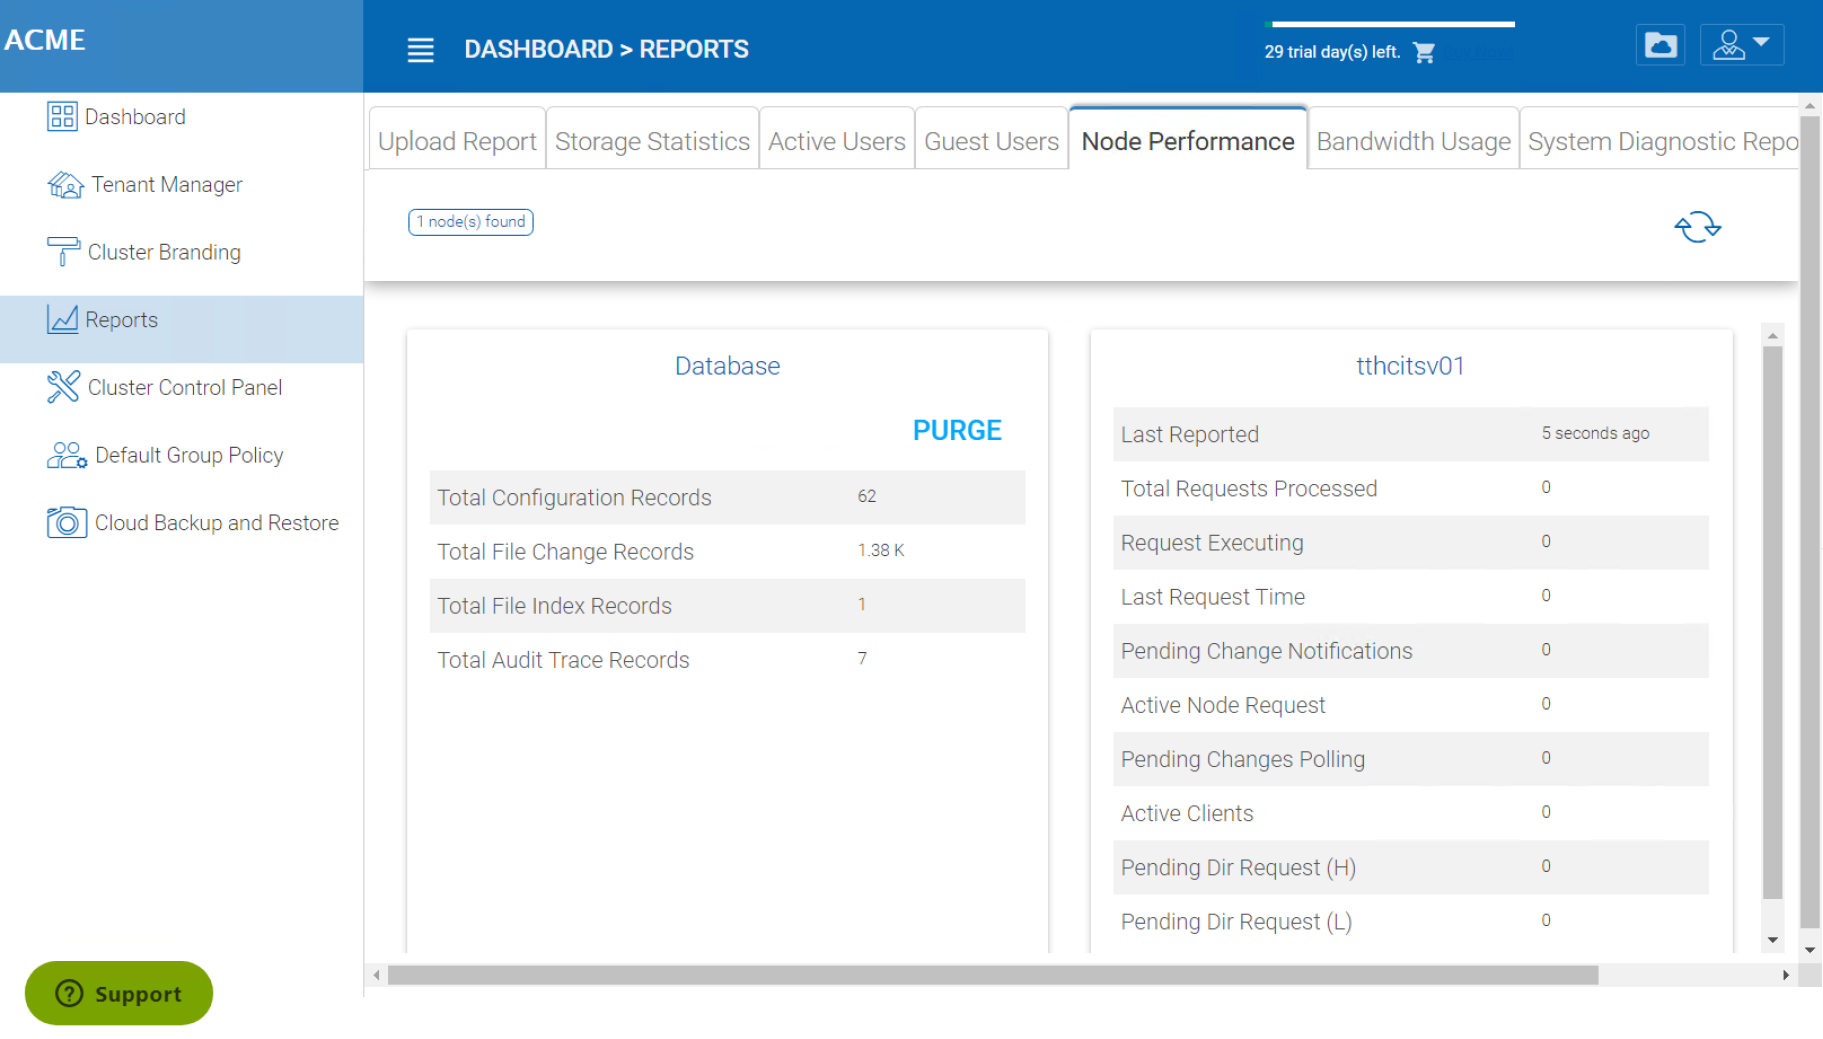 ACME
DASHBOARD > REPORTS
29 trial day(s) left.
Dashboard
Tenant Manager
Cluster Branding
Reports
Cluster Control Panel
Default Group Policy
Cloud Backup and Restore
Support
Upload Report
Storage Statistics
Active Users
Guest Users
Node Performance
Bandwidth Usage
System Diagnostic Repo
1 node(s) found
Database
PURGE
Total Configuration Records 62
Total File Change Records 1.38 K
Total File Index Records 1
Total Audit Trace Records 7
tthcitsv01
Last Reported 5 seconds ago
Total Requests Processed 0
Request Executing 0
Last Request Time 0
Pending Change Notifications 0
Active Node Request 0
Pending Changes Polling 0
Active Clients 0
Pending Dir Request (H) 0
Pending Dir Request (L) 0